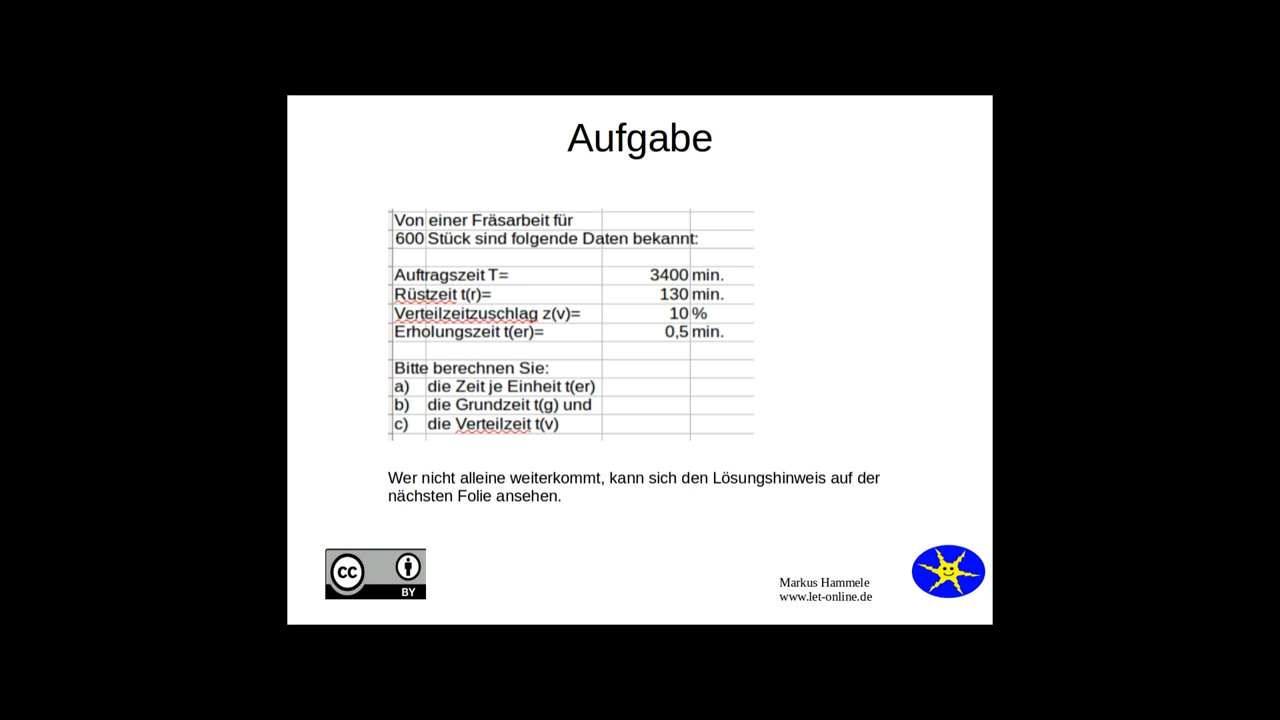 Aufgabe
Von einer Fräsarbeit für
600 Stück sind folgende Daten bekannt:
Auftragszeit T= 3400 min.
Rüstzeit t(r)= 130 min.
Verteilzeitzuschlag z(v)= 10 %
Erholungszeit t(er)= 0,5 min.
Bitte berechnen Sie:
a) die Zeit je Einheit t(er)
b) die Grundzeit t(g) und
c) die Verteilzeit t(v)
Wer nicht alleine weiterkommt, kann sich den Lösungshinweis auf der
nächsten Folie ansehen.
cc
BY
Markus Hammele
www.let-online.de